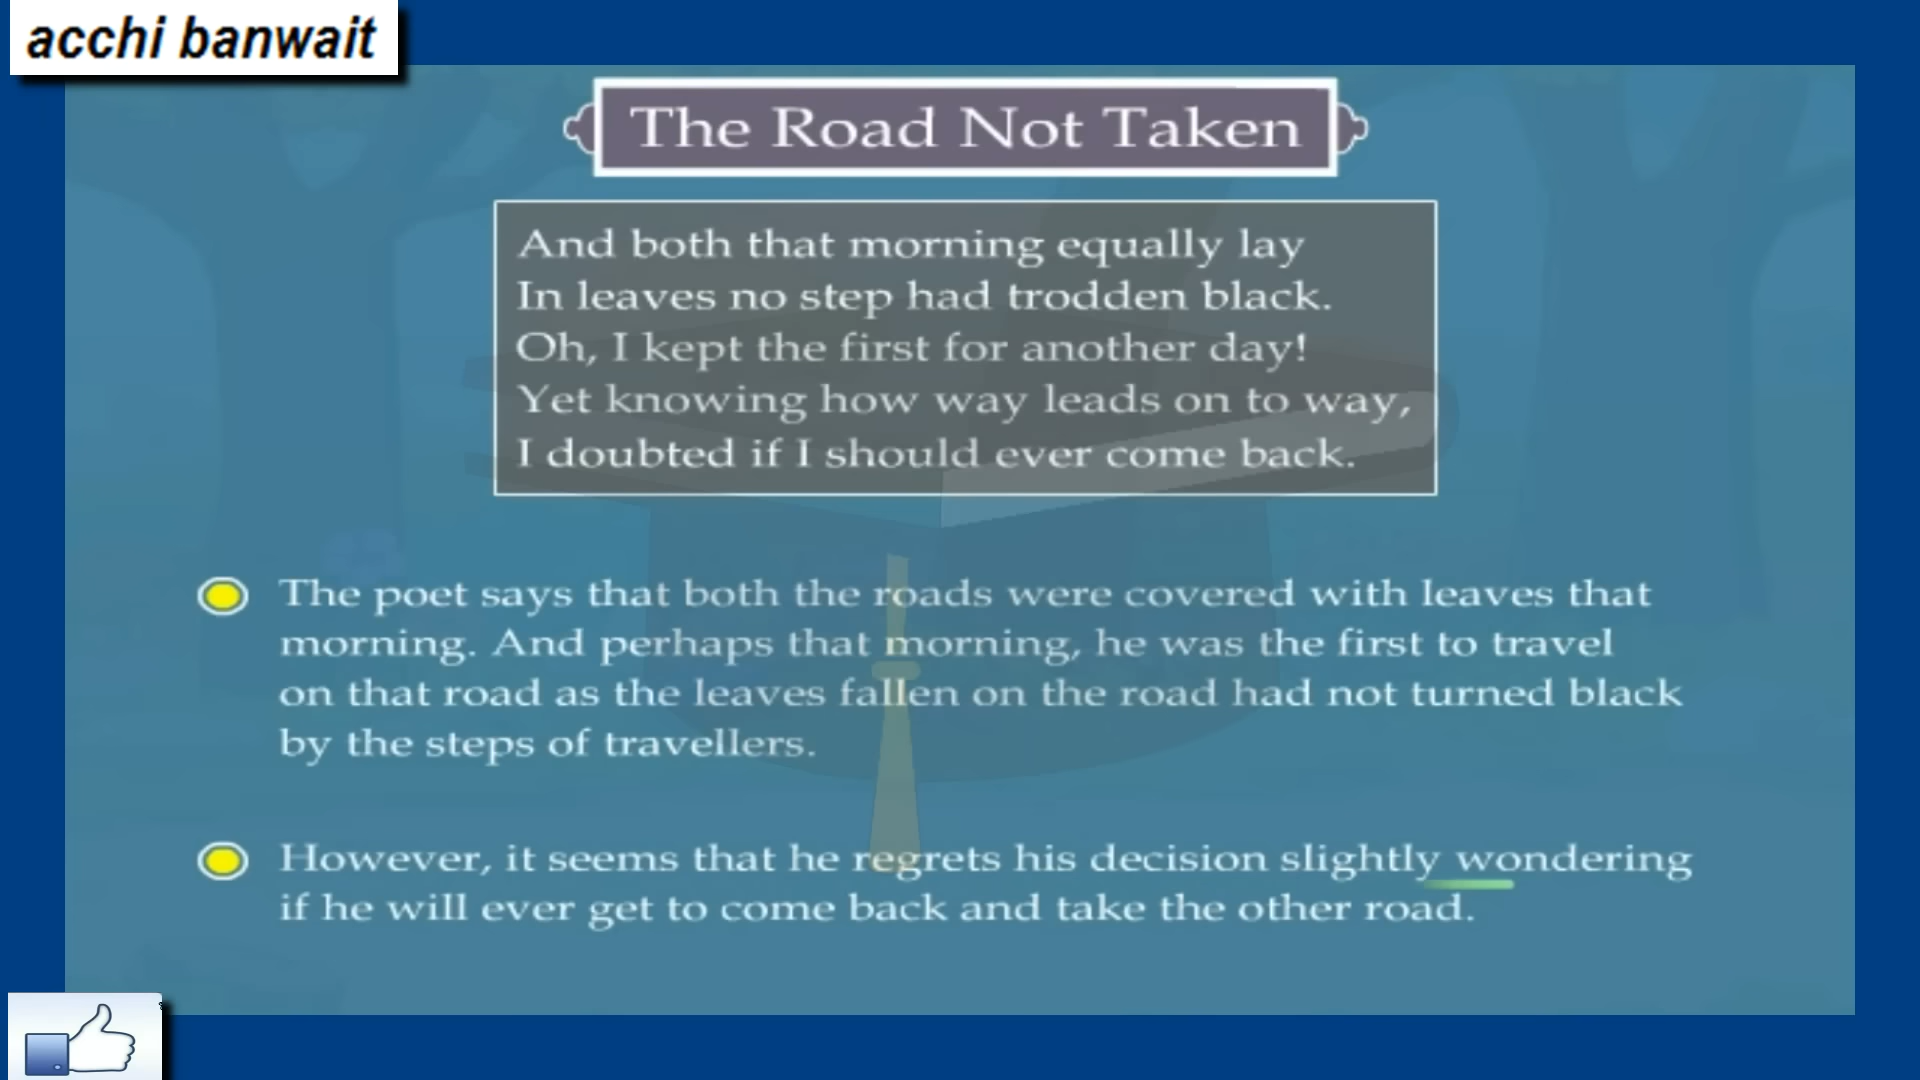 acchi banwait
The Road Not Taken
And both that morning equally lay
In leaves no step had trodden black.
Oh, I kept the first for another day!
Yet knowing how way leads on to way,
I doubted if I should ever come back.
The poet says that both the roads were covered with leaves that
morning. And perhaps that morning, he was the first to travel
on that road as the leaves fallen on the road had not turned black
by the steps of travellers.
However, it seems that he regrets his decision slightly wondering
if he will ever get to come back and take the other road.